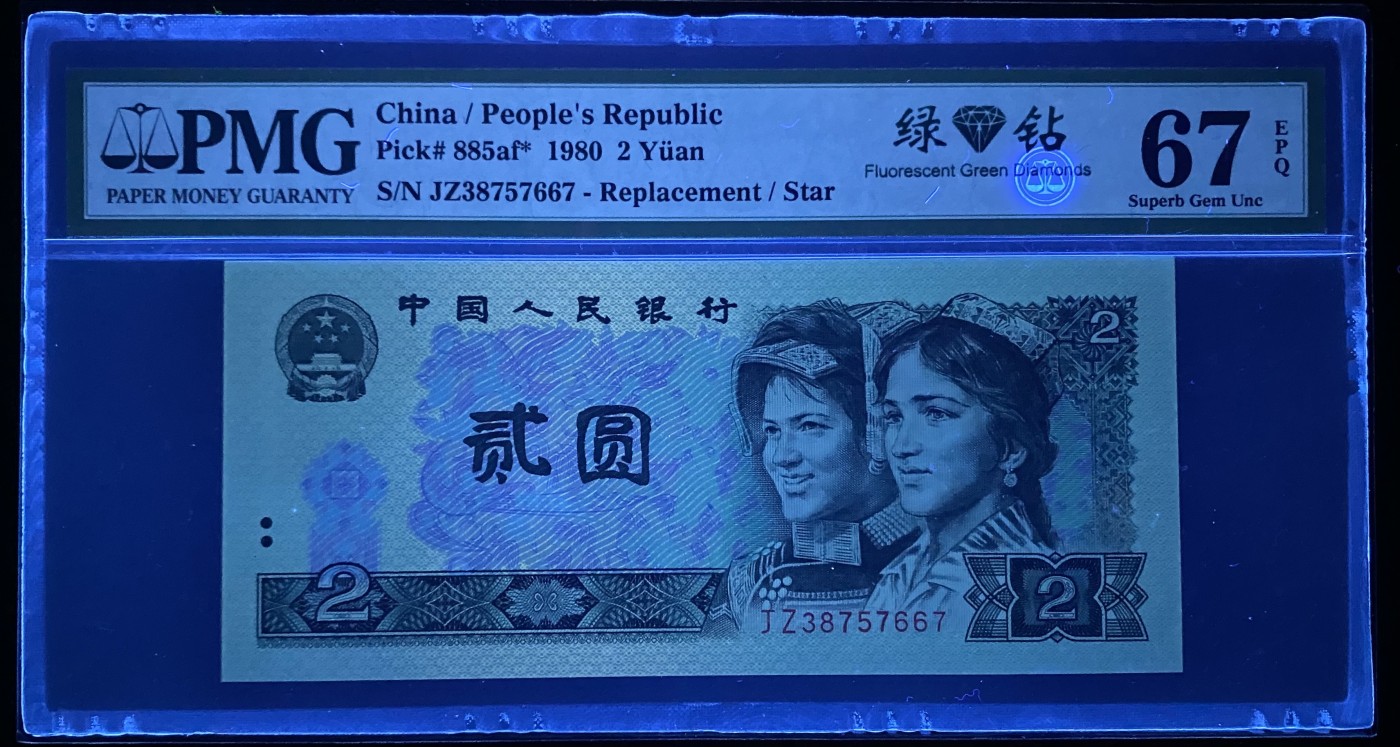 PMG
PAPER MONEY GUARANTY
China / People's Republic
Pick# 885af* 1980 2 Yüan
S/N JZ38757667 - Replacement / Star
绿 钻
Fluorescent Green Diamonds
67
EPQ
Superb Gem Unc
中国人民银行
2
贰圆
2
JZ38757667
2